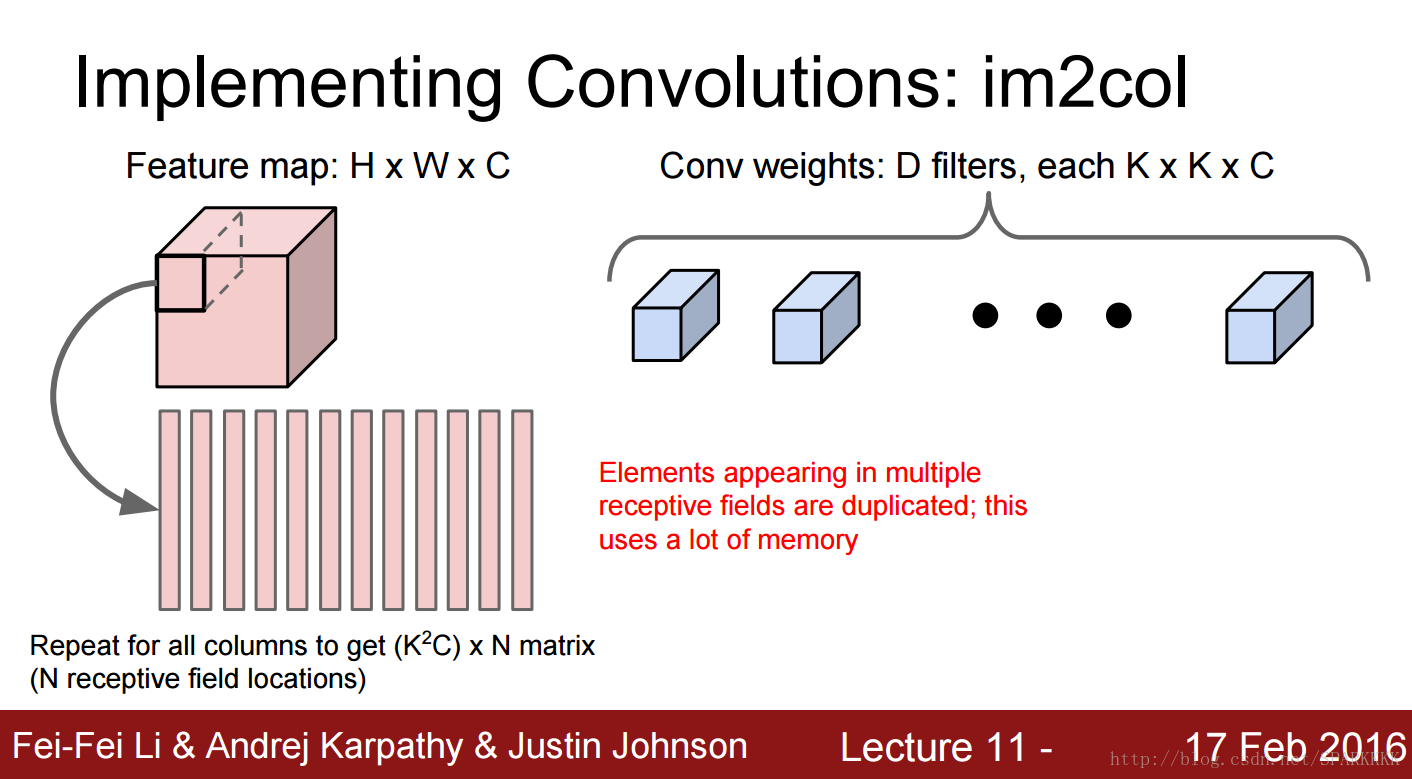 Implementing Convolutions: im2col
Feature map: H x W x C
Conv weights: D filters, each K x K x C
Elements appearing in multiple
receptive fields are duplicated; this
uses a lot of memory
Repeat for all columns to get (K²C) x N matrix
(N receptive field locations)
Fei-Fei Li & Andrej Karpathy & Justin Johnson
Lecture 11 -
17 Feb 2016